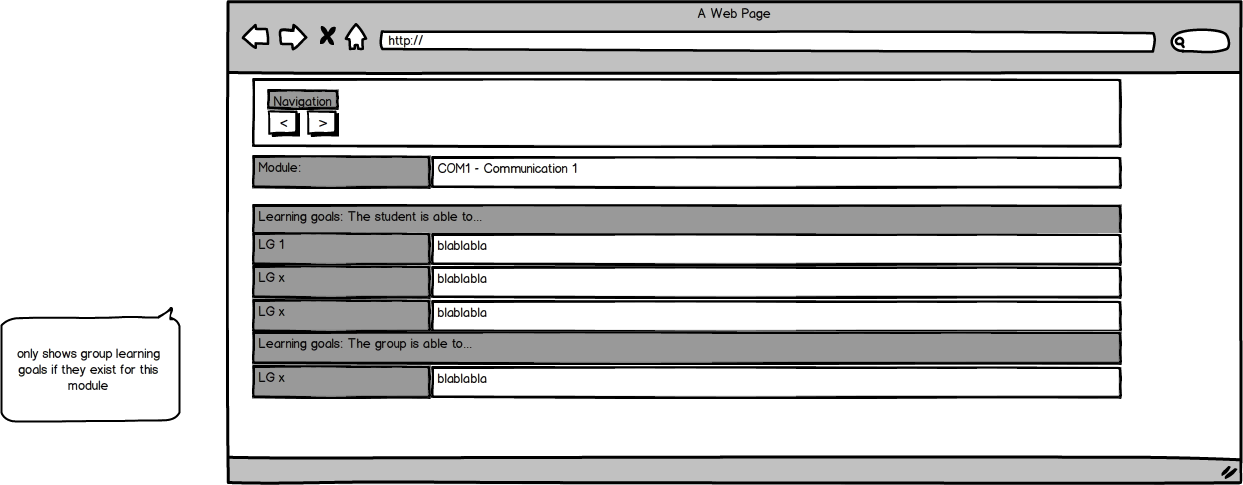 A Web Page
http://
Navigation
< >
Module: COM1 - Communication 1
Learning goals: The student is able to...
LG 1 blablabla
LG x blablabla
LG x blablabla
Learning goals: The group is able to...
LG x blablabla
only shows group learning
goals if they exist for this
module